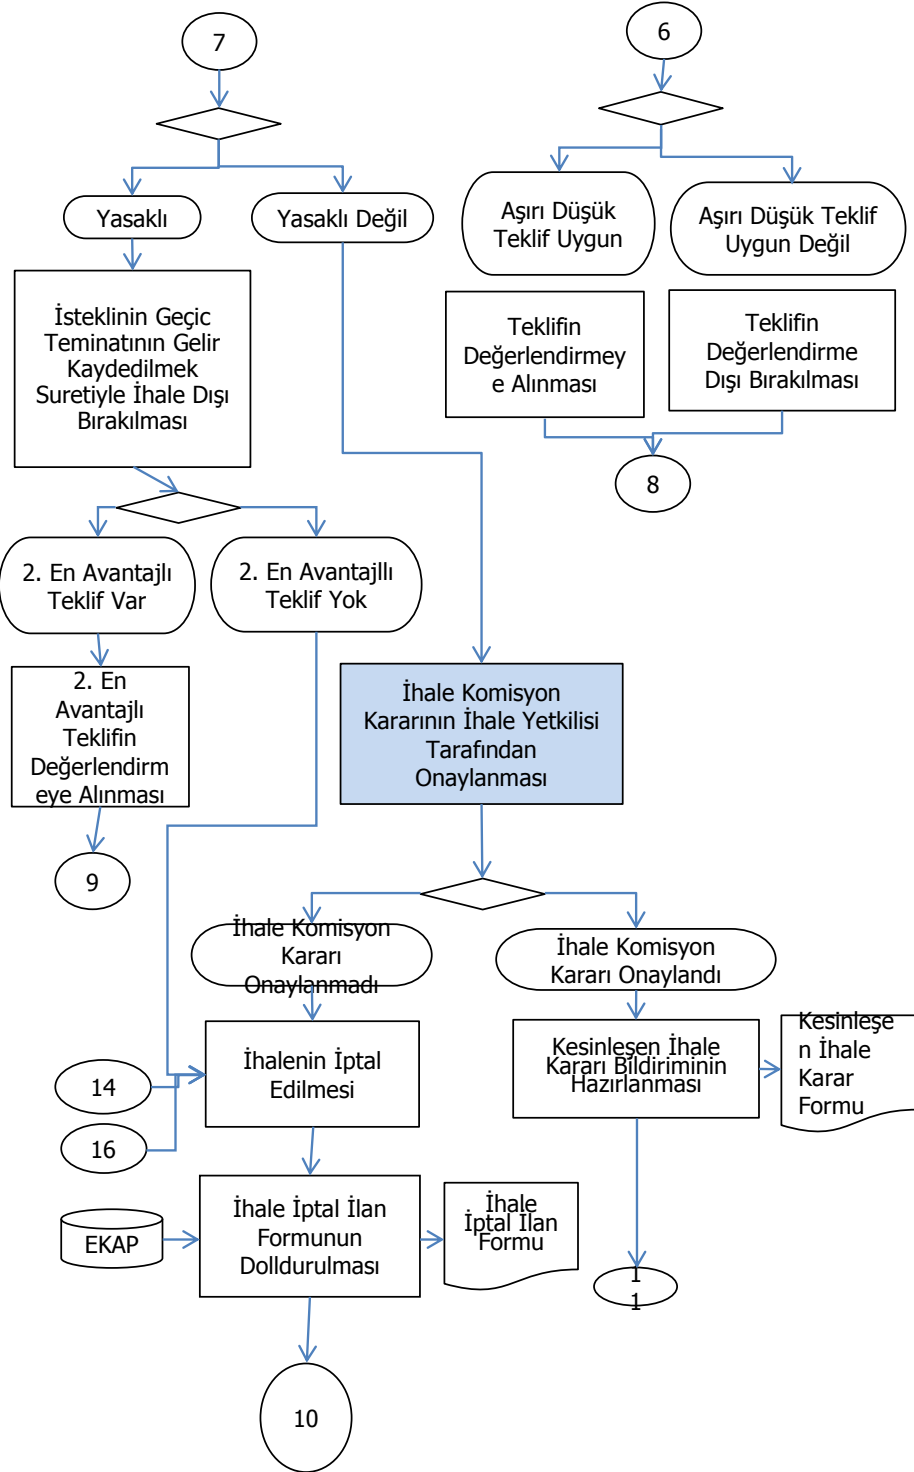 7
6
Yasaklı
Yasaklı Değil
Aşırı Düşük
Teklif Uygun
Aşırı Düşük Teklif
Uygun Değil
İsteklinin Geçic
Teminatının Gelir
Kaydedilmek
Suretiyle İhale Dışı
Bırakılması
Teklifin
Değerlendirmey
e Alınması
Teklifin
Değerlendirme
Dışı Bırakılması
8
2. En Avantajlı
Teklif Var
2. En Avantajllı
Teklif Yok
2. En
Avantajlı
Teklifin
Değerlendirm
eye Alınması
İhale Komisyon
Kararının İhale Yetkilisi
Tarafından
Onaylanması
9
İhale Komisyon
Kararı
Onaylanmadı
İhale Komisyon
Kararı Onaylandı
İhalenin İptal
Edilmesi
Kesinleşen İhale
Kararı Bildiriminin
Hazırlanması
Kesinleşe
n İhale
Karar
Formu
14
16
EKAP
İhale İptal İlan
Formunun
Dolldurulması
İhale
İptal İlan
Formu
1
1
10